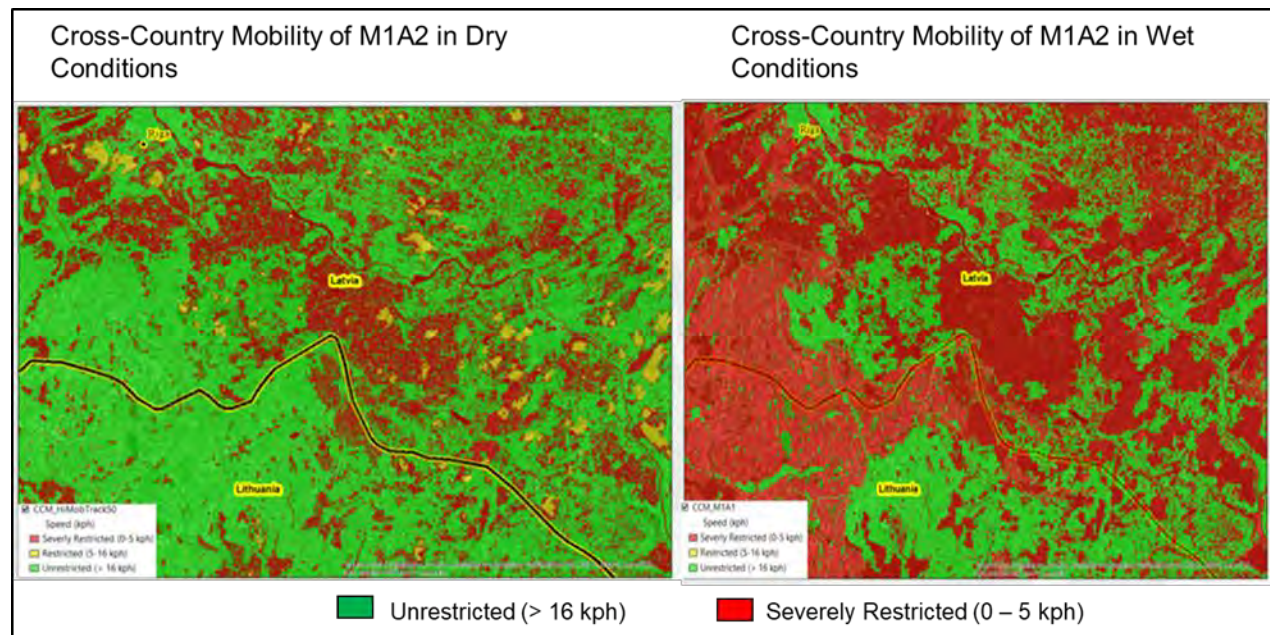 Cross-Country Mobility of M1A2 in Dry
Conditions
Cross-Country Mobility of M1A2 in Wet
Conditions
Riga
Latvia
Lithuania
CCM_HiMobTrack50
Speed (kph)
Severly Restricted (0-5 kph)
Restricted (5-16 kph)
Unrestricted (> 16 kph)
Riga
Latvia
Lithuania
CCM_M1A1
Speed (kph)
Severly Restricted (0-5 kph)
Restricted (5-16 kph)
Unrestricted (> 16 kph)
Unrestricted (> 16 kph)
Severely Restricted (0 – 5 kph)